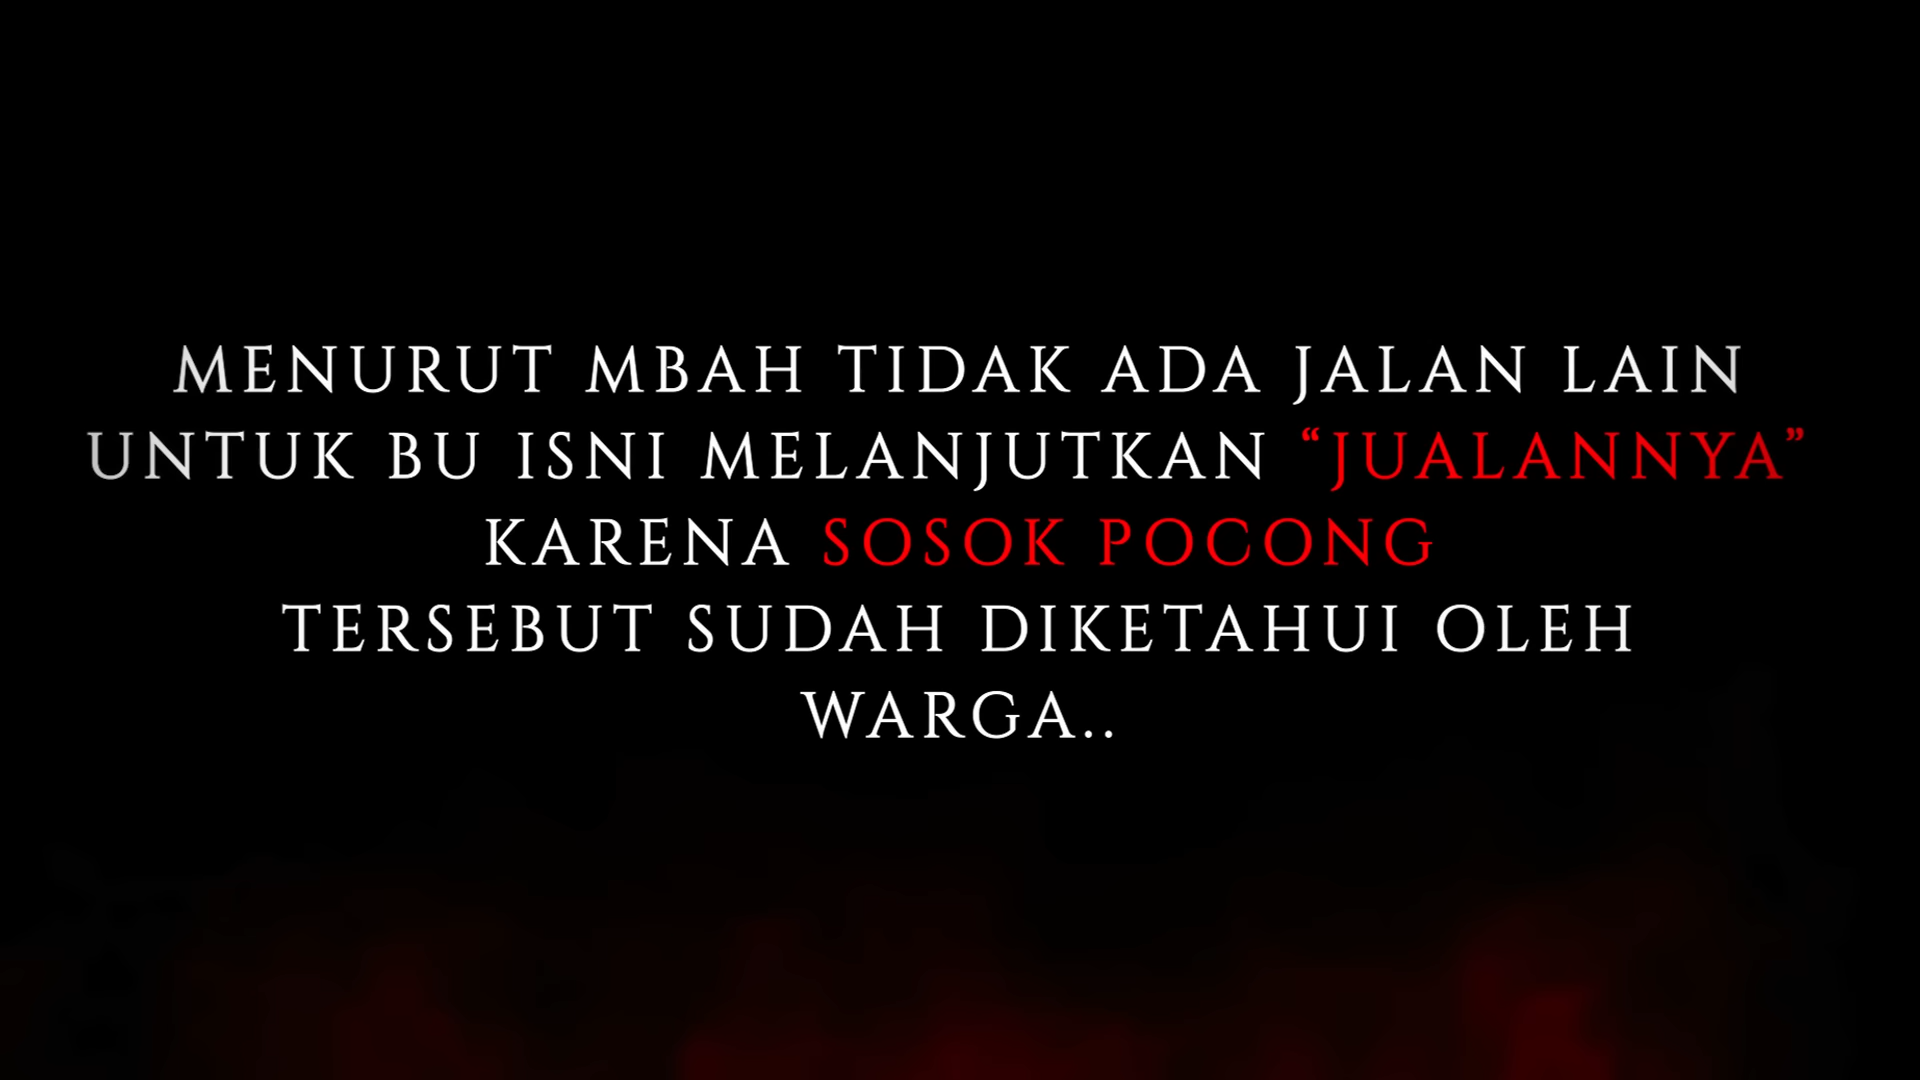 MENURUT MBAH TIDAK ADA JALAN LAIN
UNTUK BU ISNI MELANJUTKAN “JUALANNYA”
KARENA SOSOK POCONG
TERSEBUT SUDAH DIKETAHUI OLEH
WARGA..